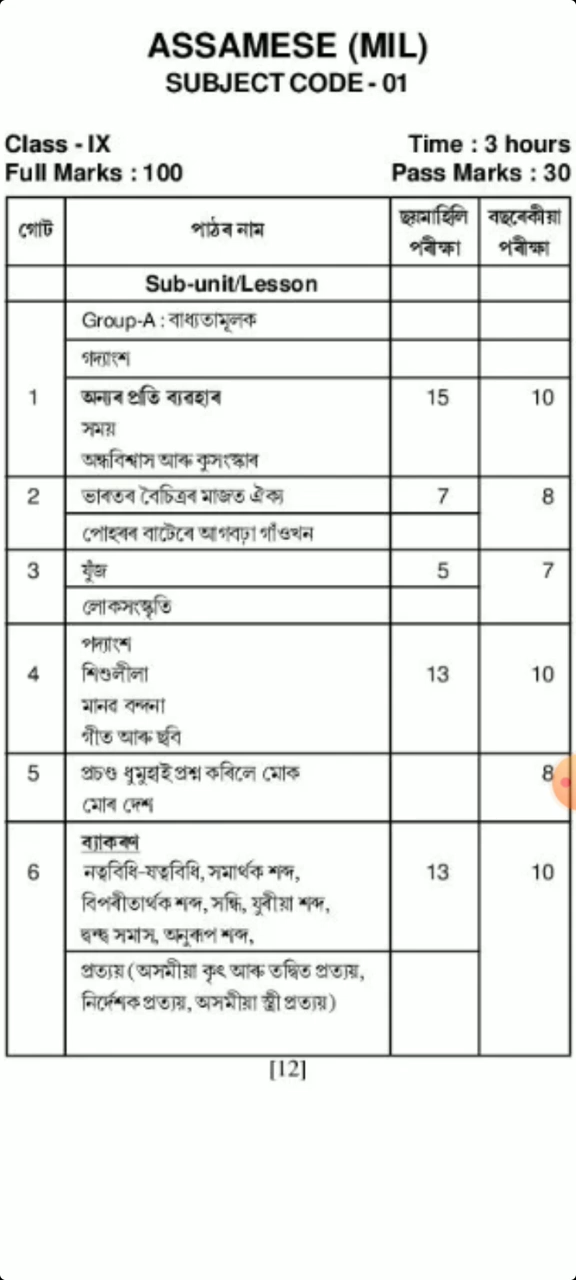 ASSAMESE (MIL)
SUBJECT CODE - 01
Class - IX Time : 3 hours
Full Marks : 100 Pass Marks : 30
গোট পাঠৰ নাম ছয়মাহিলি পৰীক্ষা বছৰেকীয়া পৰীক্ষা
Sub-unit/Lesson
Group-A : বাধ্যতামূলক
গদ্যাংশ
1 অন্যৰ প্ৰতি ব্যৱহাৰ 15 10
সময়
অন্ধবিশ্বাস আৰু কুসংস্কাৰ
2 ভাৰতৰ বৈচিত্ৰৰ মাজত ঐক্য 7 8
পোহৰৰ বাটেৰে আগবঢ়া গাঁওখন
3 যুঁজ 5 7
লোকসংস্কৃতি
পদ্যাংশ
4 শিশুলীলা 13 10
মানৱ বন্দনা
গীত আৰু ছবি
5 প্ৰচণ্ড ধুমুহাই প্ৰশ্ন কৰিলে মোক 8
মোৰ দেশ
ব্যাকৰণ
6 নত্ববিধি-ষত্ববিধি, সমাৰ্থক শব্দ, 13 10
বিপৰীতাৰ্থক শব্দ, সন্ধি, যুৰীয়া শব্দ,
দ্বন্দ্ব সমাস, অনুৰূপ শব্দ,
প্ৰত্যয় (অসমীয়া কৃৎ আৰু তদ্ধিত প্ৰত্যয়,
নিৰ্দেশক প্ৰত্যয়, অসমীয়া স্ত্ৰী প্ৰত্যয়)
[12]